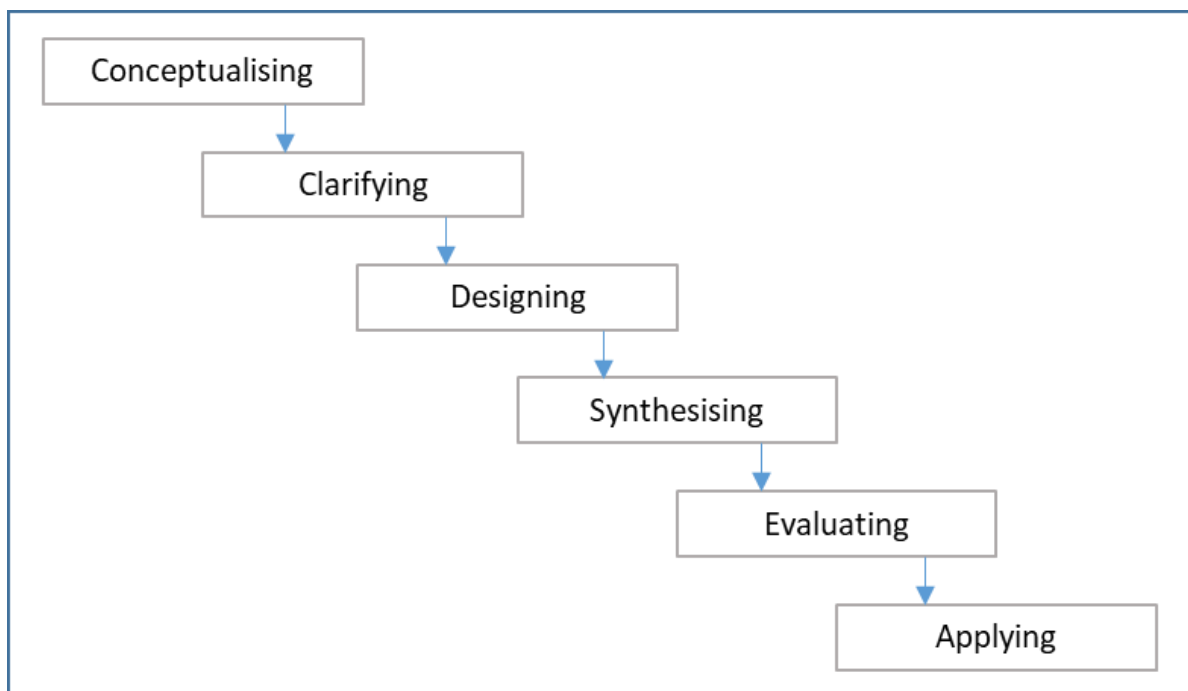 Conceptualising
Clarifying
Designing
Synthesising
Evaluating
Applying